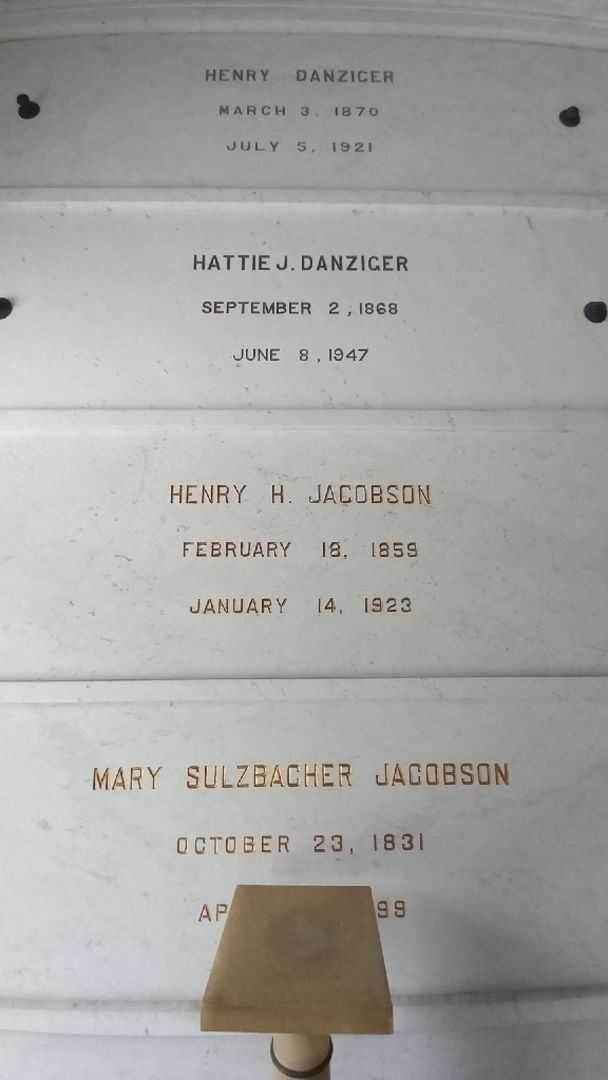 HENRY DANZIGER
MARCH 3, 1870
JULY 5, 1921
HATTIE J. DANZIGER
SEPTEMBER 2, 1868
JUNE 8, 1947
HENRY H. JACOBSON
FEBRUARY 18, 1859
JANUARY 14, 1923
MARY SULZBACHER JACOBSON
OCTOBER 23, 1831